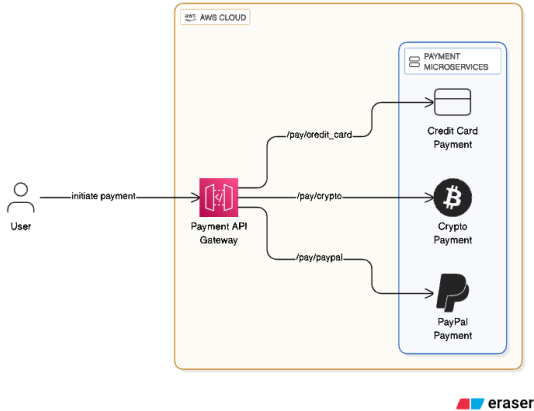 aws AWS CLOUD
PAYMENT
MICROSERVICES
/pay/credit_card
Credit Card
Payment
initiate payment
/pay/crypto
User
Payment API
Gateway
Crypto
Payment
/pay/paypal
PayPal
Payment
eraser